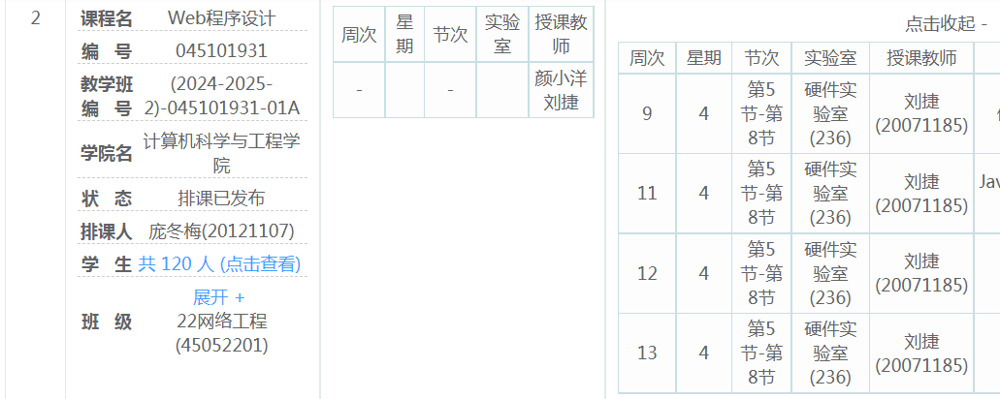 2
课程名 Web程序设计
编 号 045101931
教学班编 号 (2024-2025-
2)-045101931-01A
学院名 计算机科学与工程学
院
状 态 排课已发布
排课人 庞冬梅(20121107)
学 生 共 120 人 (点击查看)
展开 +
班 级 22网络工程
(45052201)
周次 星期 节次 实验室 授课教师
- - 颜小洋
刘捷
点击收起 -
周次 星期 节次 实验室 授课教师
9 4 第5节-第8节 硬件实验室(236) 刘捷(20071185)
11 4 第5节-第8节 硬件实验室(236) 刘捷(20071185) Jav
12 4 第5节-第8节 硬件实验室(236) 刘捷(20071185)
13 4 第5节-第8节 硬件实验室(236) 刘捷(20071185)